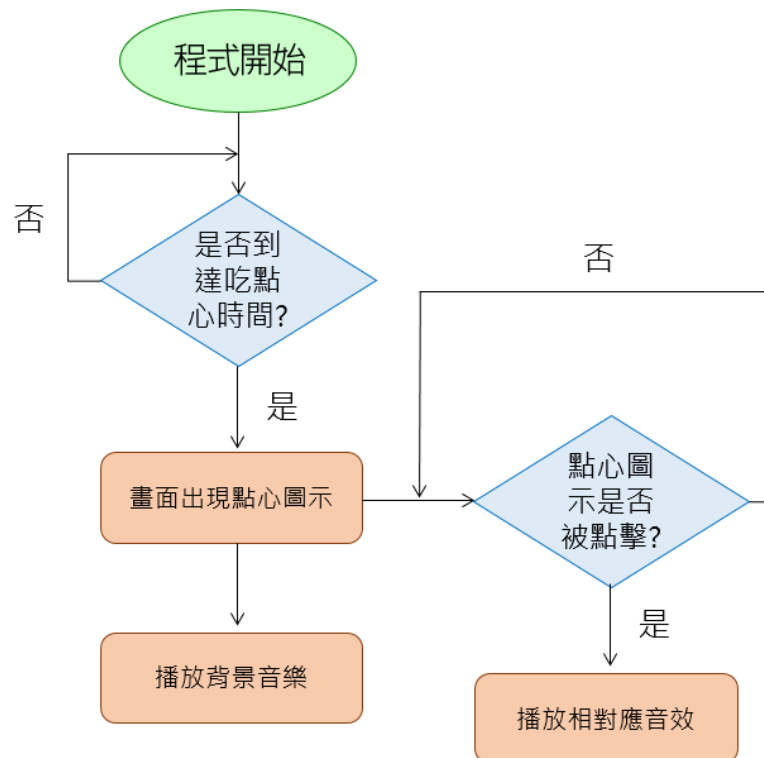 程式開始
否
是否到
達吃點
心時間?
是
畫面出現點心圖示
播放背景音樂
否
點心圖
示是否
被點擊?
是
播放相對應音效